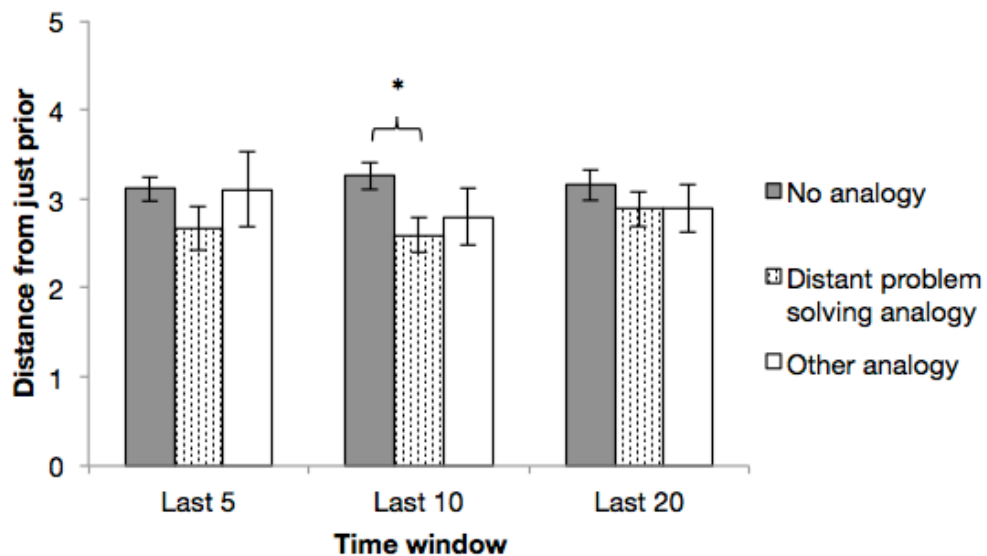 5
4
3
2
1
0
Distance from just prior
*
Last 5
Last 10
Last 20
Time window
No analogy
Distant problem
solving analogy
Other analogy